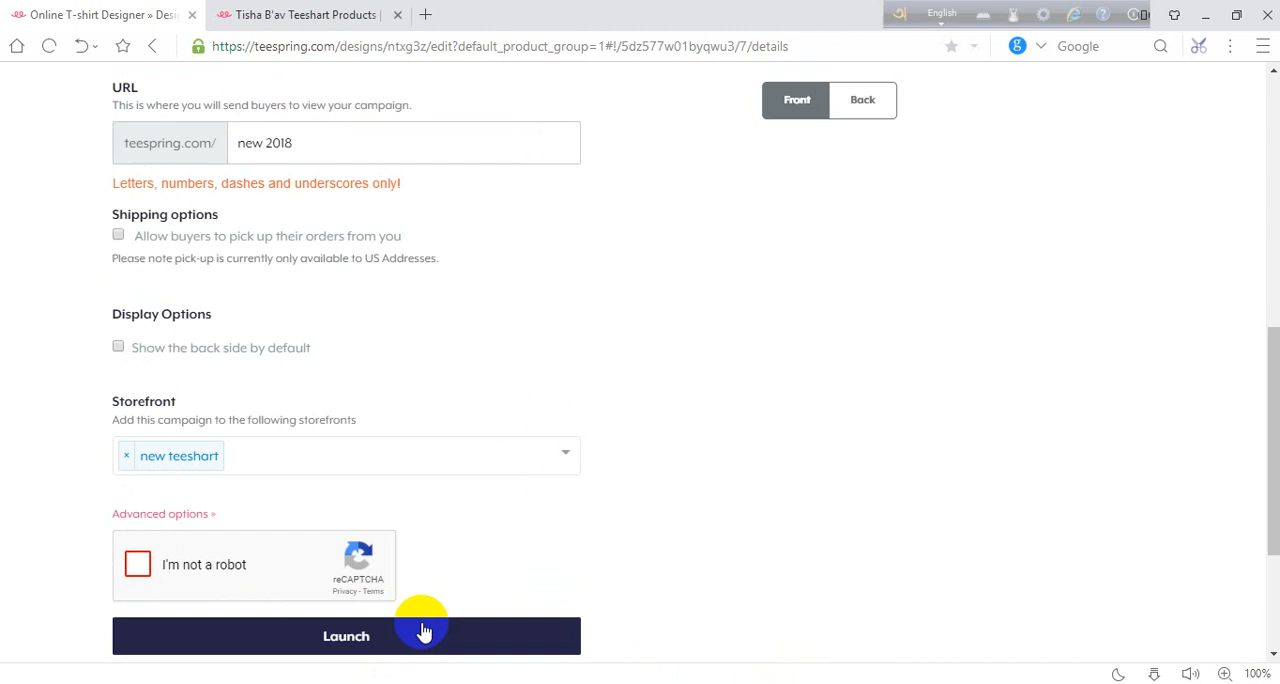 Online T-shirt Designer » Desi
Tisha B'av Teeshart Products |
English
https://teespring.com/designs/ntxg3z/edit?default_product_group=1#!/5dz577w01byqwu3/7/details
Google
URL
This is where you will send buyers to view your campaign.
Front
Back
teespring.com/
new 2018
Letters, numbers, dashes and underscores only!
Shipping options
Allow buyers to pick up their orders from you
Please note pick-up is currently only available to US Addresses.
Display Options
Show the back side by default
Storefront
Add this campaign to the following storefronts
× new teeshart
Advanced options »
I'm not a robot
reCAPTCHA
Privacy - Terms
Launch
100%